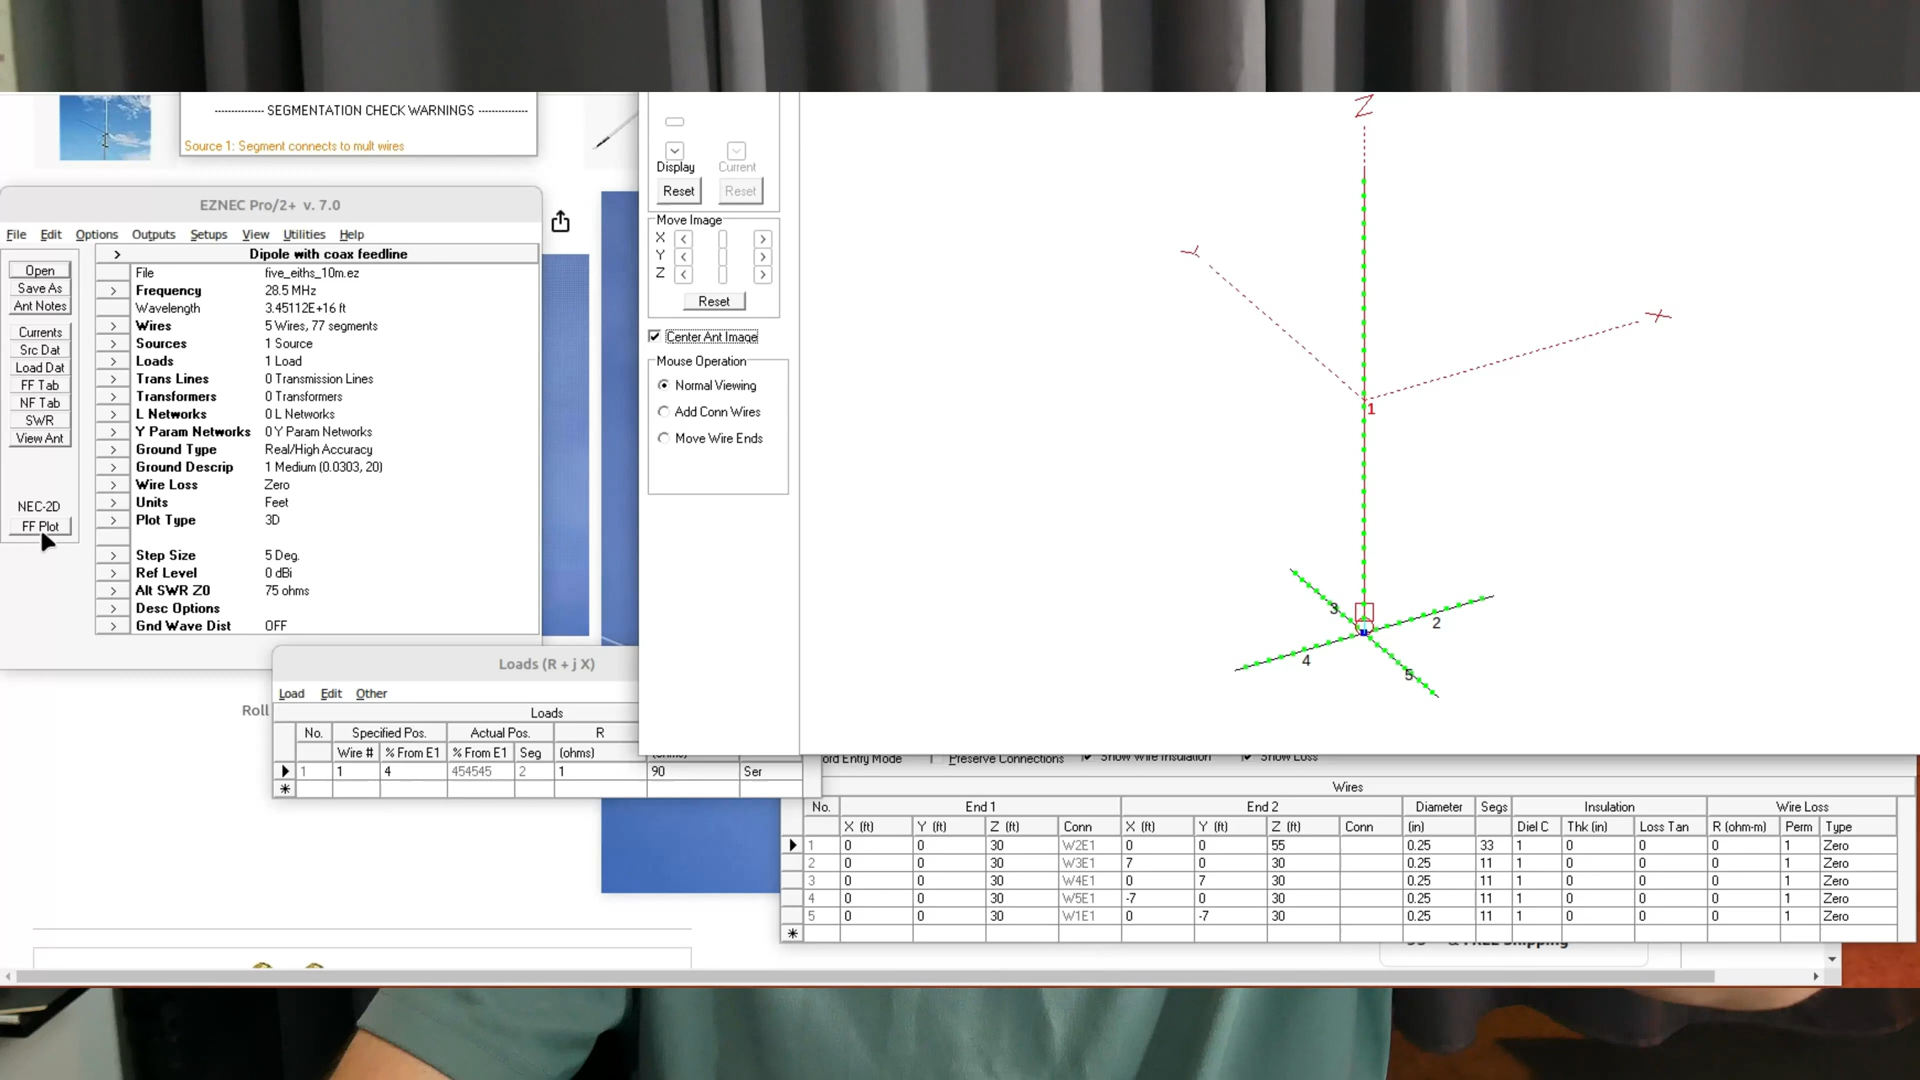 -------------- SEGMENTATION CHECK WARNINGS --------------
Source 1: Segment connects to mult wires
EZNEC Pro/2+ v. 7.0
File Edit Options Outputs Setups View Utilities Help
Open
Save As
Ant Notes
Currents
Src Dat
Load Dat
FF Tab
NF Tab
SWR
View Ant
NEC-2D
FF Plot
> Dipole with coax feedline
File five_eiths_10m.ez
> Frequency 28.5 MHz
Wavelength 3.45112E+16 ft
> Wires 5 Wires, 77 segments
> Sources 1 Source
> Loads 1 Load
> Trans Lines 0 Transmission Lines
> Transformers 0 Transformers
> L Networks 0 L Networks
> Y Param Networks 0 Y Param Networks
> Ground Type Real/High Accuracy
> Ground Descrip 1 Medium (0.0303, 20)
> Wire Loss Zero
> Units Feet
> Plot Type 3D
> Step Size 5 Deg.
> Ref Level 0 dBi
> Alt SWR Z0 75 ohms
> Desc Options
> Gnd Wave Dist OFF
Display Current
Reset Reset
Move Image
X < >
Y < >
Z < >
Reset
Center Ant Image
Mouse Operation
Normal Viewing
Add Conn Wires
Move Wire Ends
Z
Y
X
1
3
2
4
5
Roll
Loads (R + j X)
Load Edit Other
Loads
No. Specified Pos. Actual Pos. R
Wire # % From E1 % From E1 Seg (ohms) (ohms)
1 1 4 454545 2 1 90 Ser
ord Entry Mode Preserve Connections Show Wire Insulation Show Loss
Wires
No. End 1 End 2 Diameter Segs Insulation Wire Loss
X (ft) Y (ft) Z (ft) Conn X (ft) Y (ft) Z (ft) Conn (in) Diel C Thk (in) Loss Tan R (ohm-m) Perm Type
1 0 0 30 W2E1 0 0 55 0.25 33 1 0 0 0 1 Zero
2 0 0 30 W3E1 7 0 30 0.25 11 1 0 0 0 1 Zero
3 0 0 30 W4E1 0 7 30 0.25 11 1 0 0 0 1 Zero
4 0 0 30 W5E1 -7 0 30 0.25 11 1 0 0 0 1 Zero
5 0 0 30 W1E1 0 -7 30 0.25 11 1 0 0 0 1 Zero
& FREE Shipping